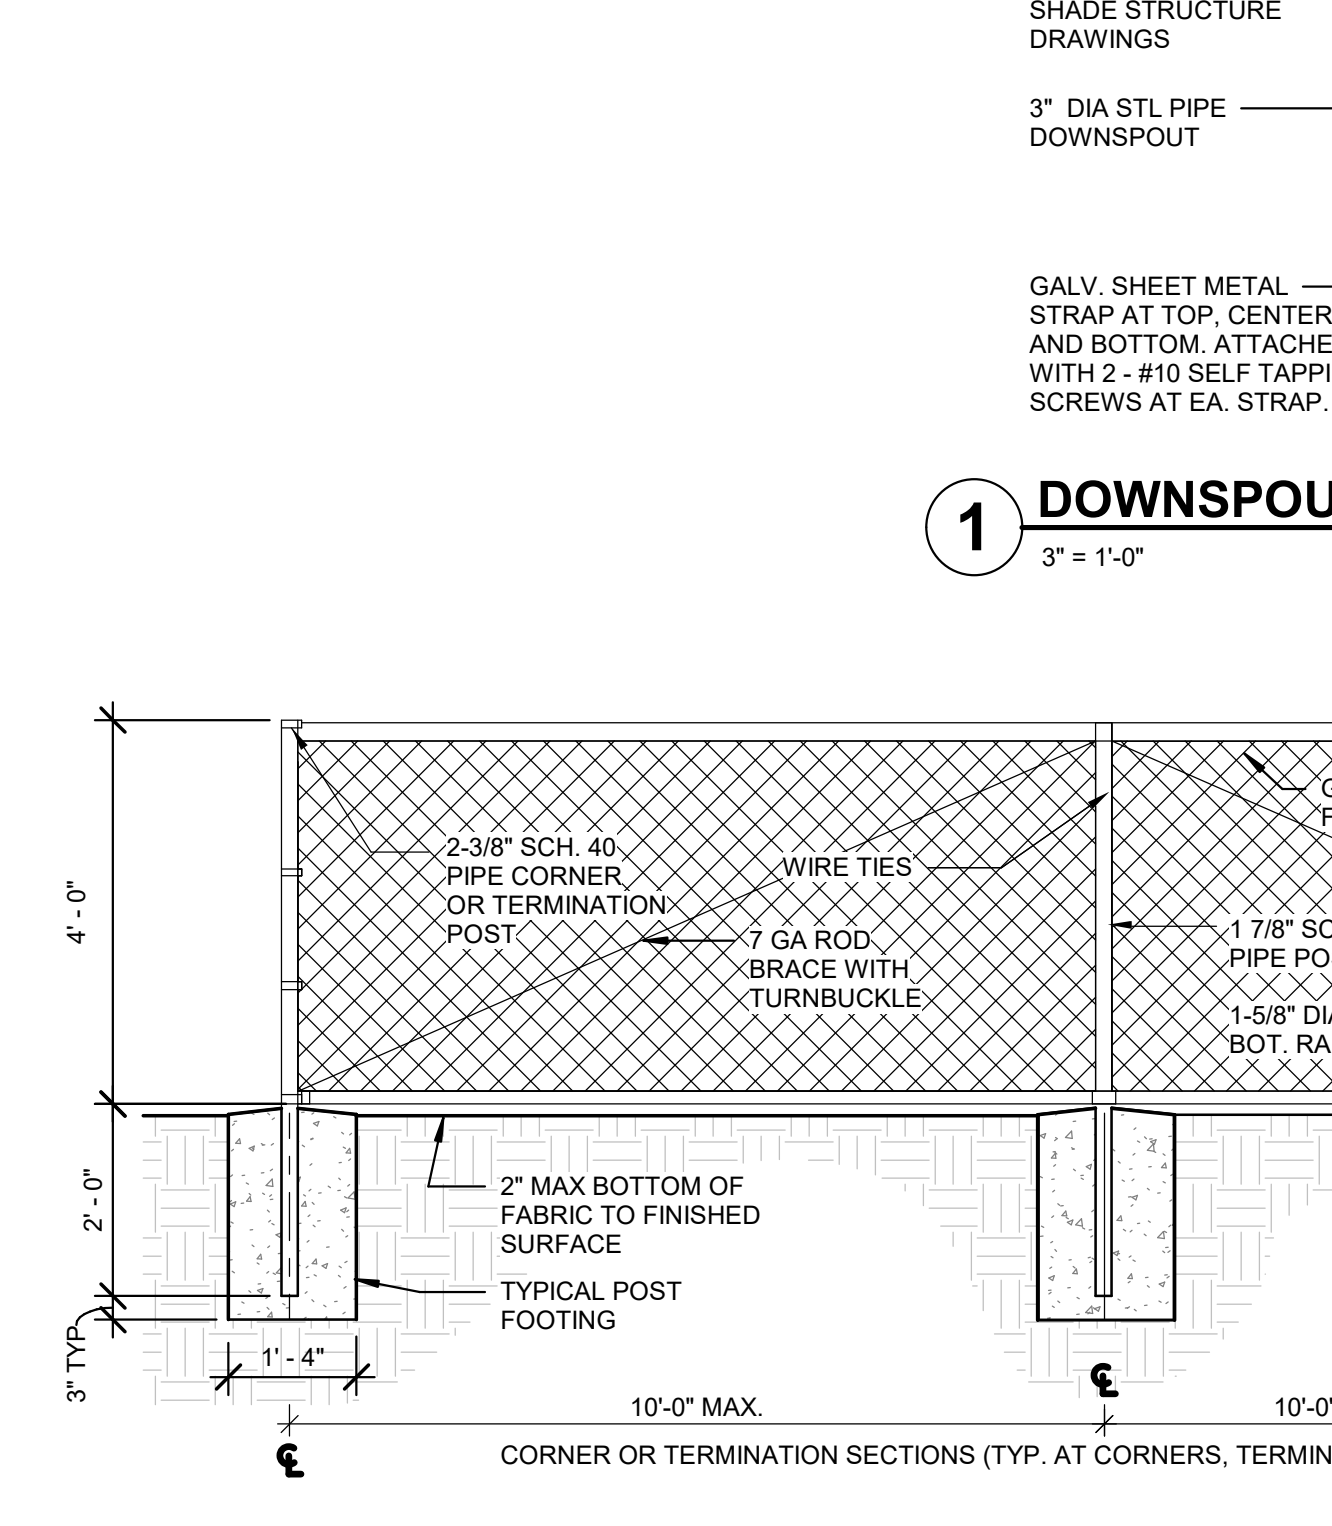 SHADE STRUCTURE
DRAWINGS
3" DIA STL PIPE
DOWNSPOUT
GALV. SHEET METAL
STRAP AT TOP, CENTER
AND BOTTOM. ATTACHE
WITH 2 - #10 SELF TAPPI
SCREWS AT EA. STRAP.
1
DOWNSPOU
3" = 1'-0"
4' - 0"
2' - 0"
3" TYP
2-3/8" SCH. 40
PIPE CORNER
OR TERMINATION
POST
WIRE TIES
7 GA ROD
BRACE WITH
TURNBUCKLE
G
F
1 7/8" SC
PIPE PO
1-5/8" DIA
BOT. RA
2" MAX BOTTOM OF
FABRIC TO FINISHED
SURFACE
TYPICAL POST
FOOTING
1' - 4"
10'-0" MAX.
10'-0"
CORNER OR TERMINATION SECTIONS (TYP. AT CORNERS, TERMIN